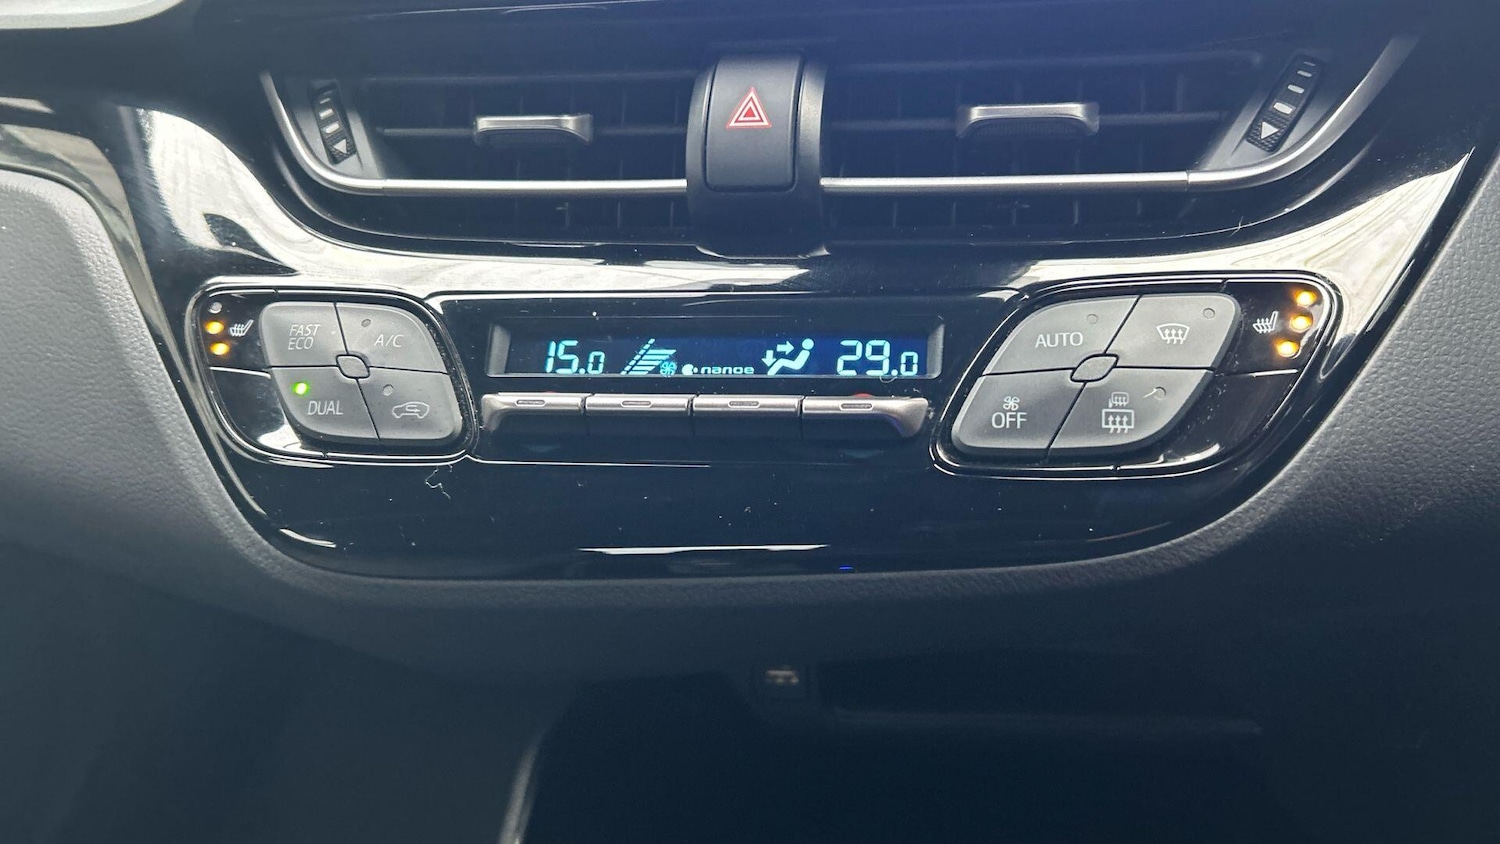 FAST
ECO
A/C
DUAL
15.0
nanoe
29.0
AUTO
OFF